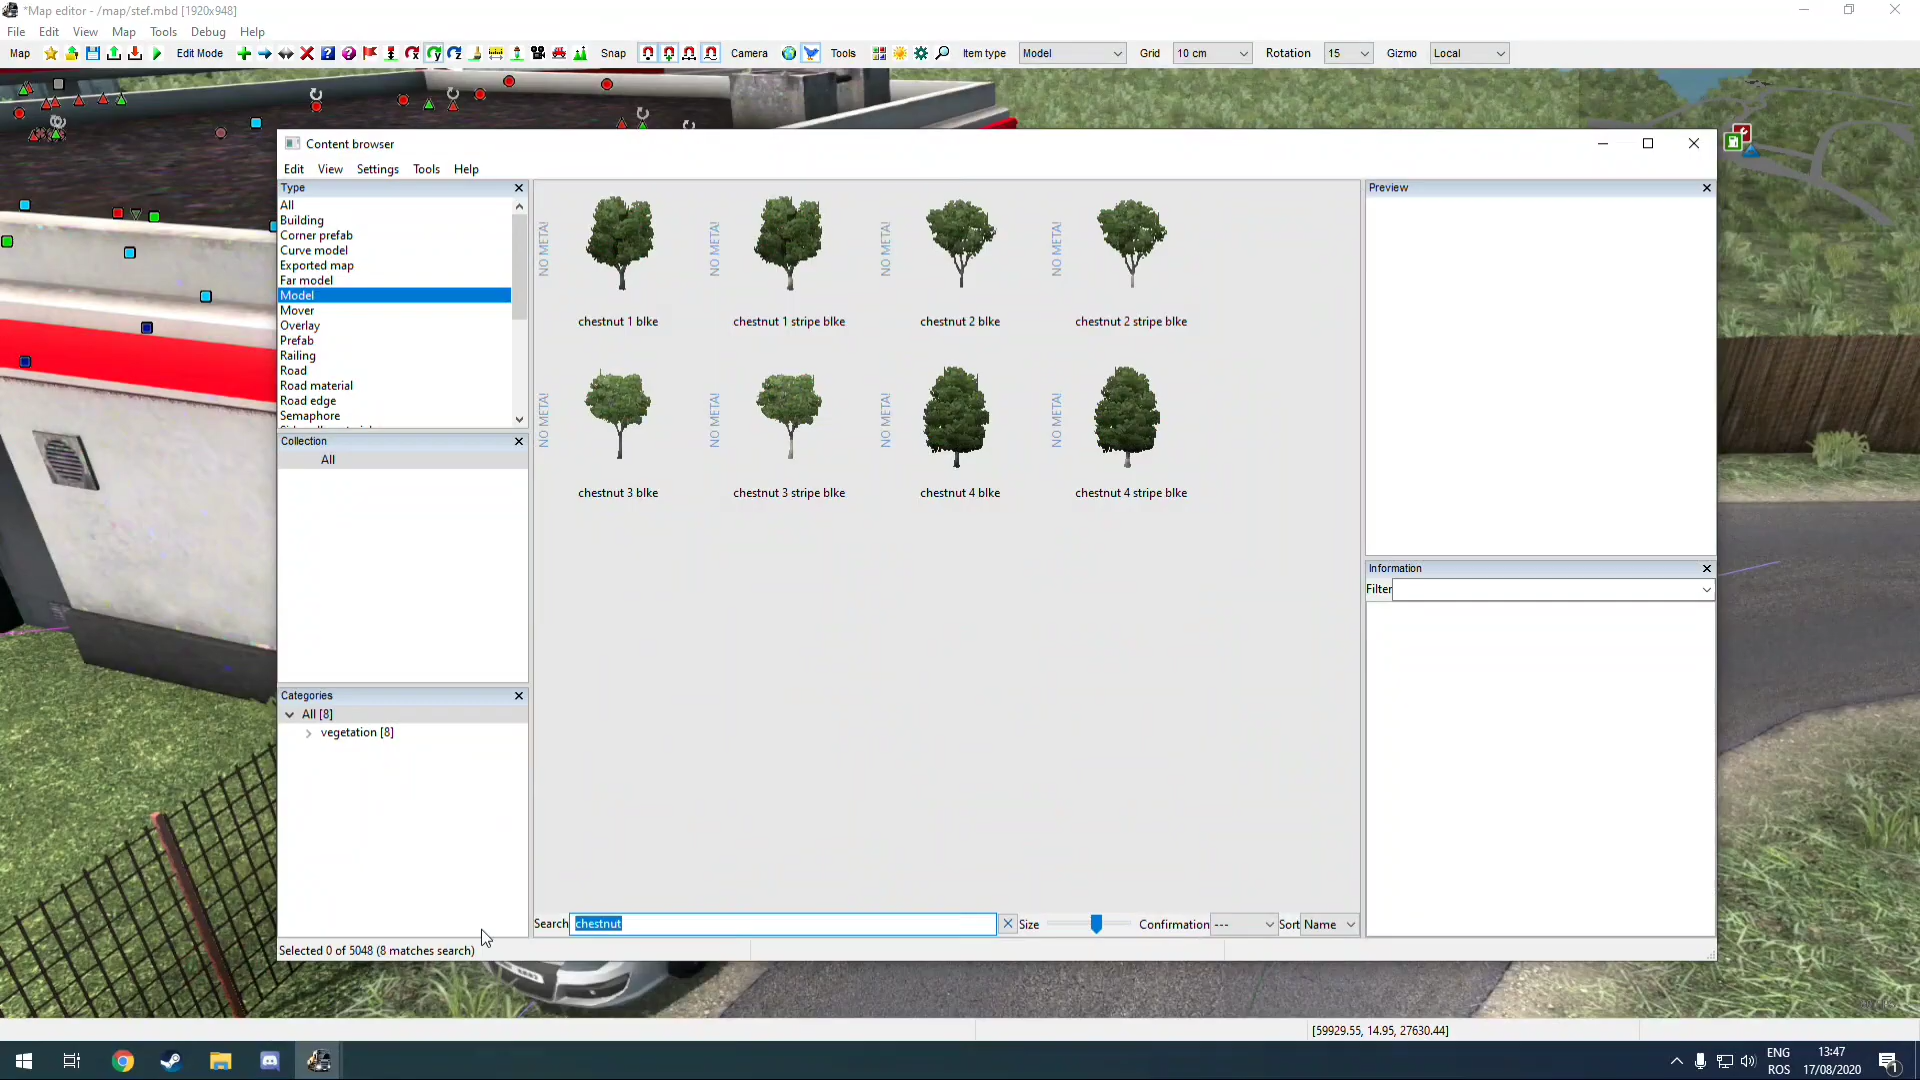 *Map editor - /map/stef.mbd [1920x948]
File Edit View Map Tools Debug Help
Map Edit Mode Snap Camera Tools Item type Model Grid 10 cm Rotation 15 Gizmo Local
Content browser
Edit View Settings Tools Help
Type
All
Building
Corner prefab
Curve model
Exported map
Far model
Model
Mover
Overlay
Prefab
Railing
Road
Road material
Road edge
Semaphore
Collection
All
Categories
All [8]
vegetation [8]
NO META! NO META! NO META! NO META!
chestnut 1 blke chestnut 1 stripe blke chestnut 2 blke chestnut 2 stripe blke
NO META! NO META! NO META! NO META!
chestnut 3 blke chestnut 3 stripe blke chestnut 4 blke chestnut 4 stripe blke
Search chestnut Size Confirmation --- Sort Name
Preview
Information
Filter
Selected 0 of 5048 (8 matches search)
[59929.55, 14.95, 27630.44]
ENG
ROS
13:47
17/08/2020
1